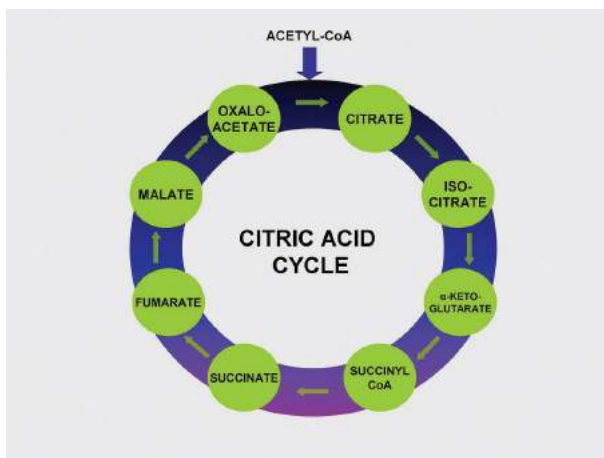 ACETYL-CoA
OXALO-
ACETATE
CITRATE
ISO-
CITRATE
α-KETO-
GLUTARATE
SUCCINYL
CoA
SUCCINATE
FUMARATE
MALATE
CITRIC ACID
CYCLE